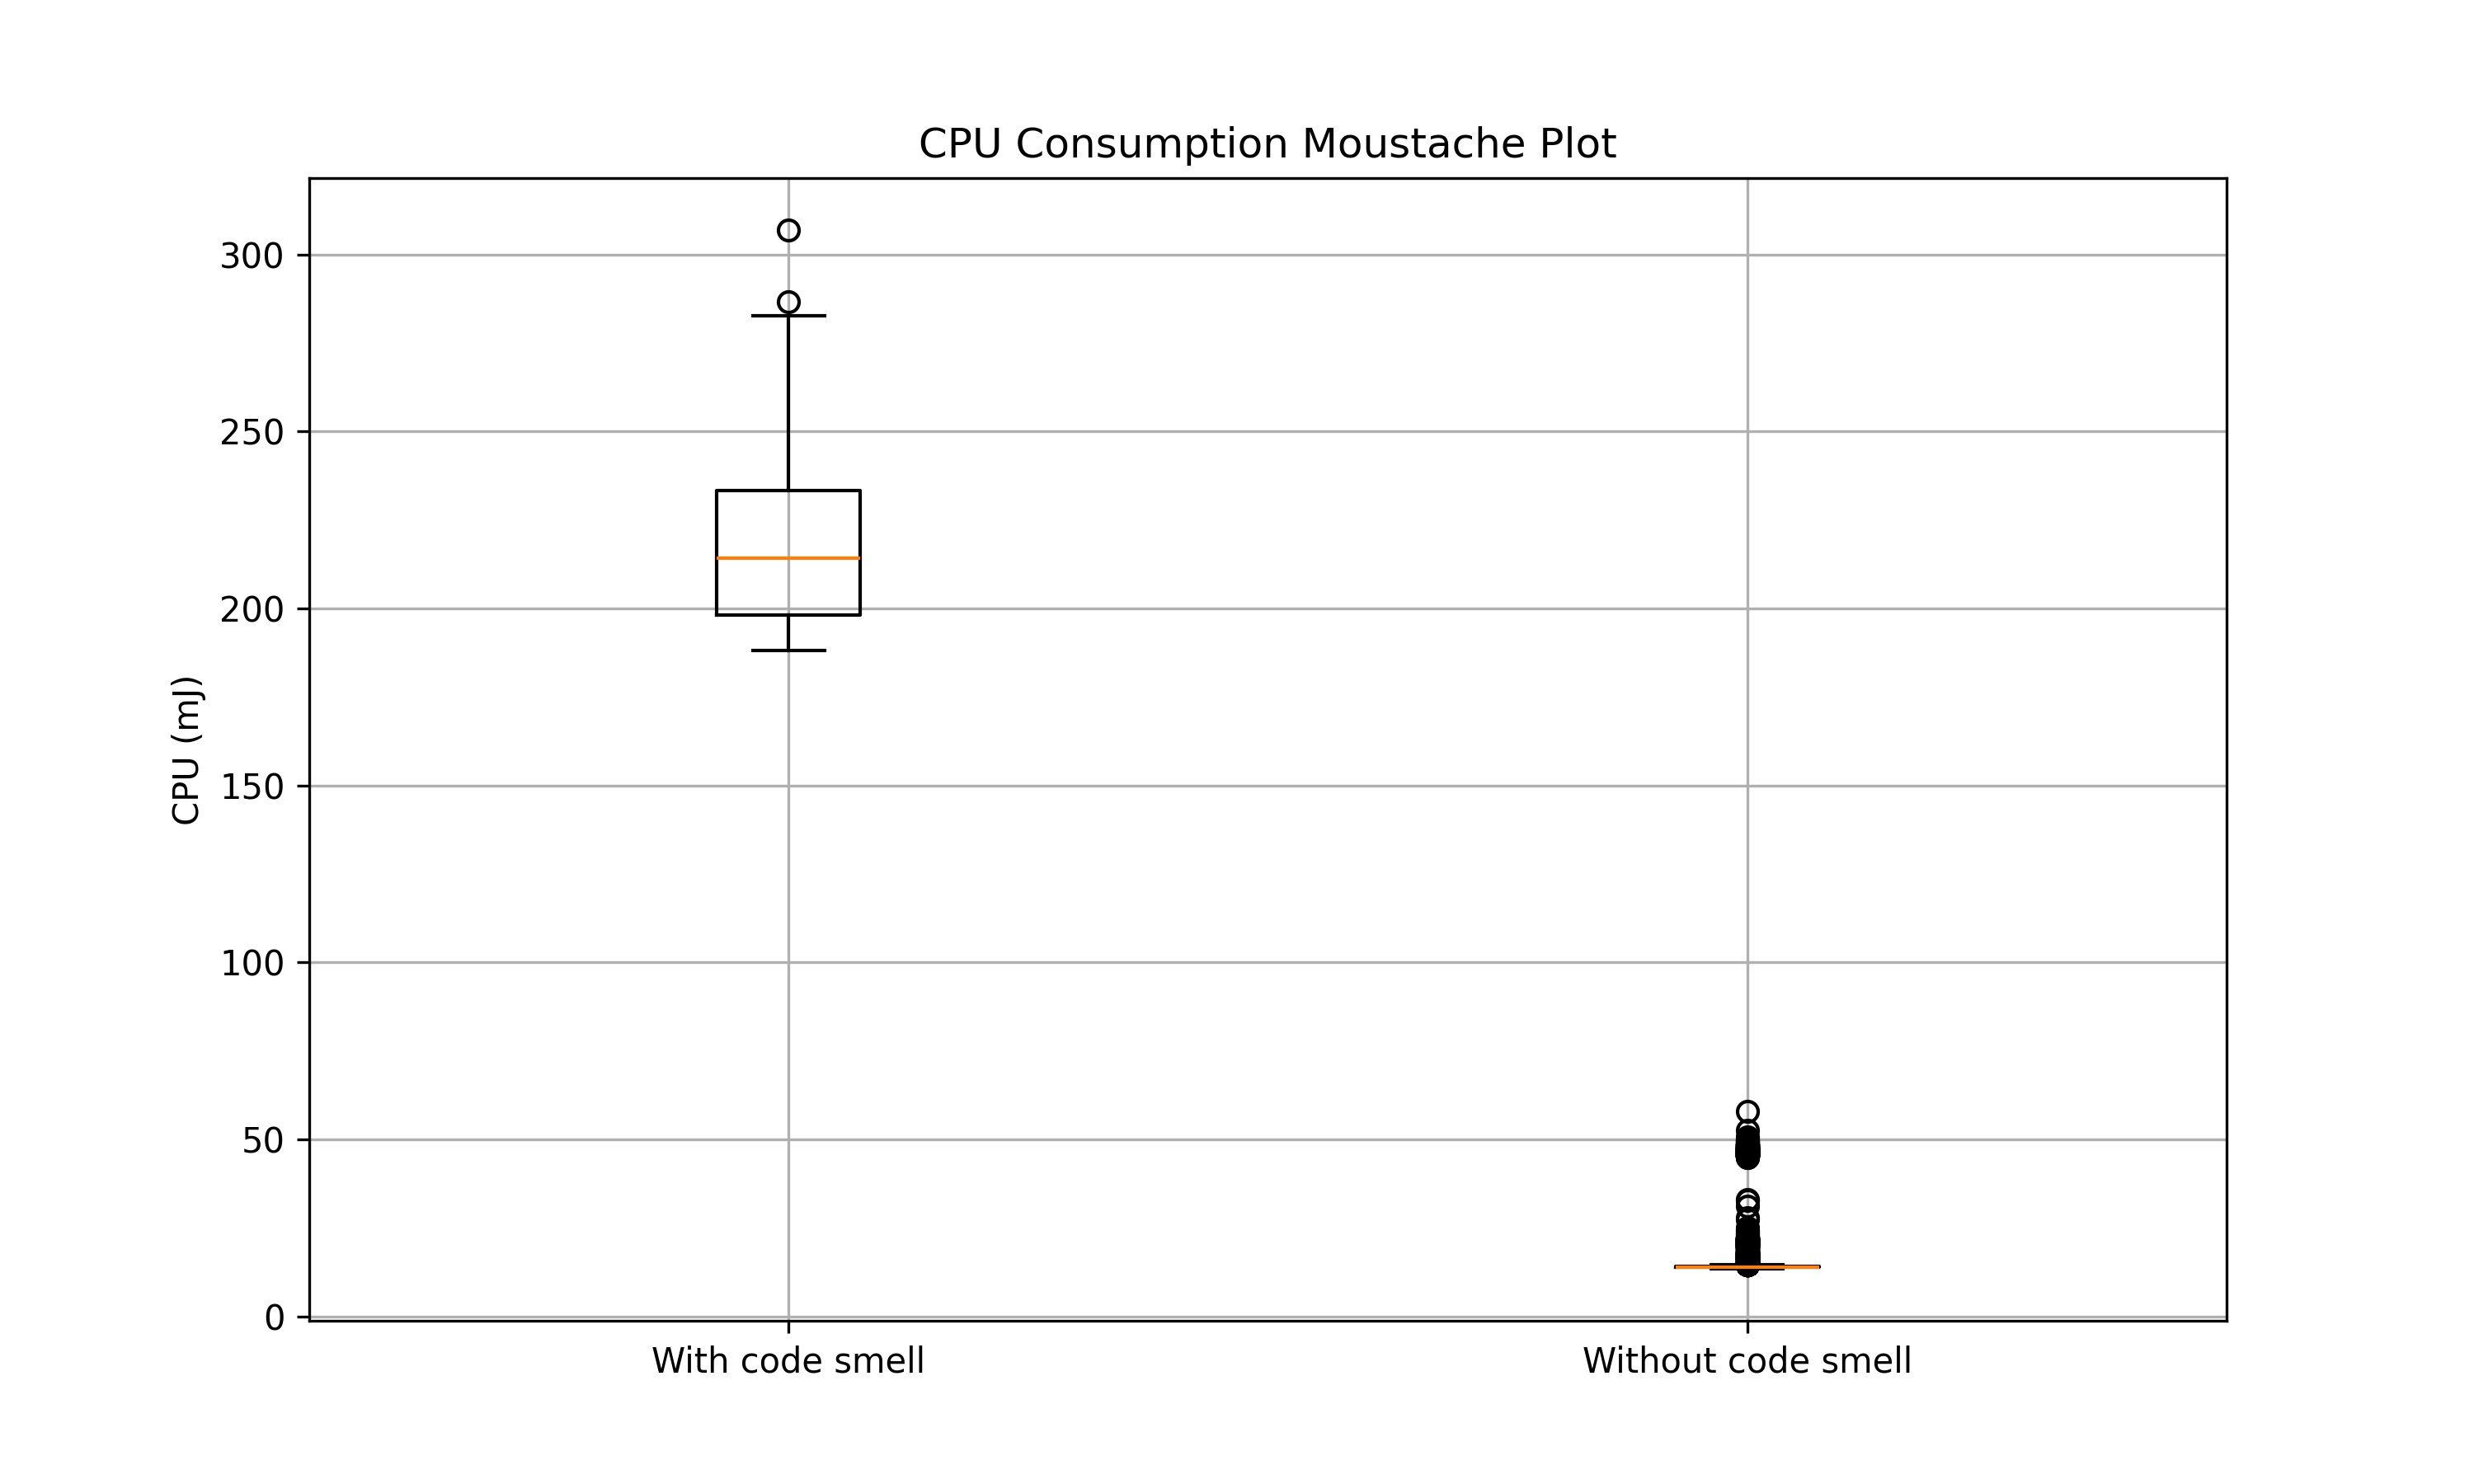 CPU Consumption Moustache Plot
CPU (mJ)
300
250
200
150
100
50
0
With code smell
Without code smell